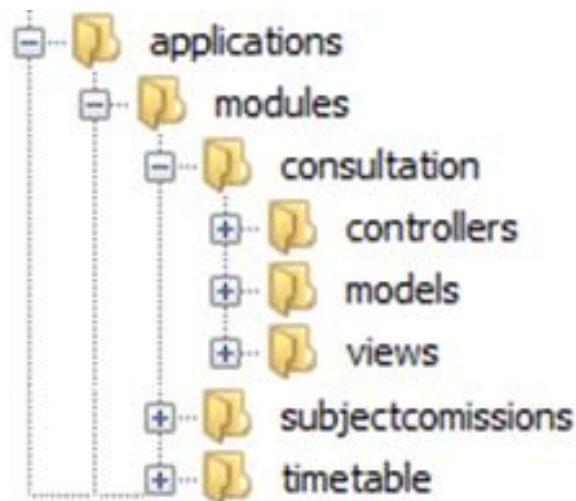 applications
modules
consultation
controllers
models
views
subjectcomissions
timetable